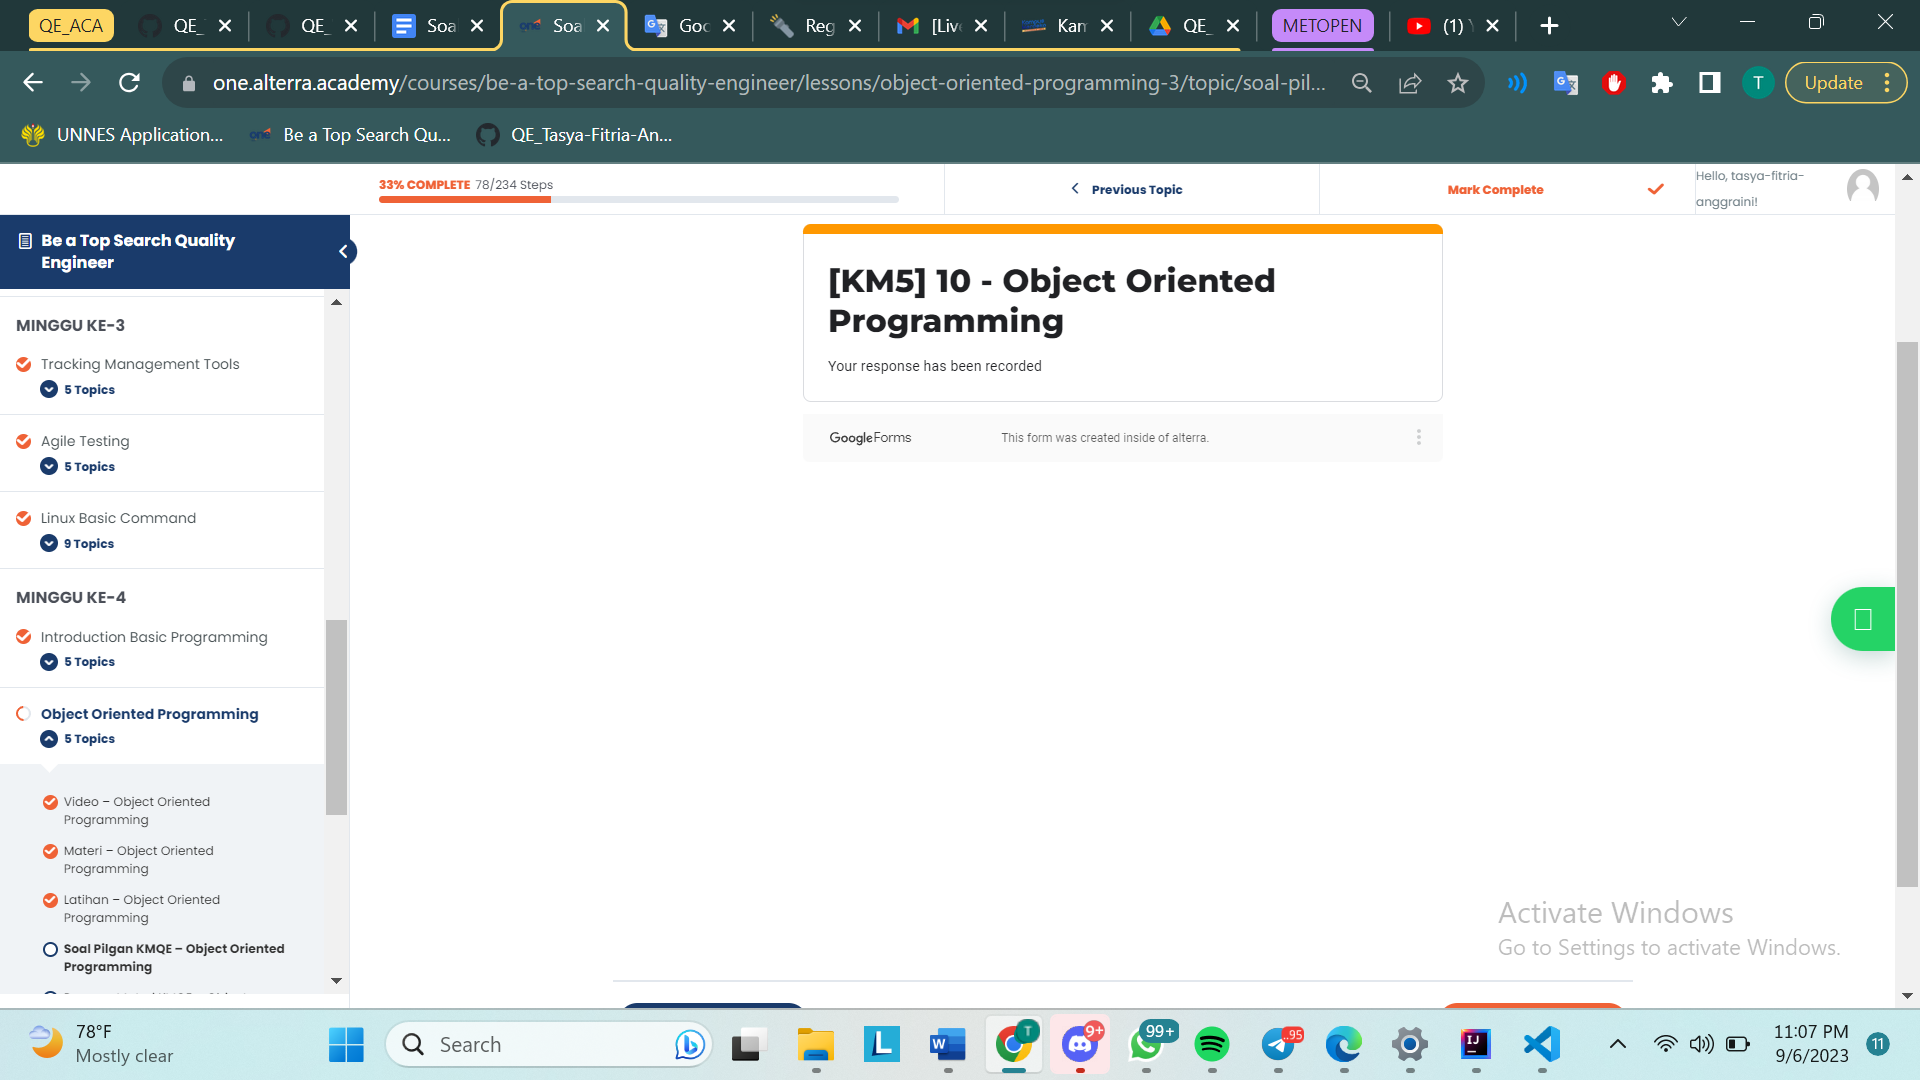 QE_ACA
QE_
QE_
Soa
Soa
Goc
Reg
[Liv
Kan
QE_
METOPEN
(1)
one.alterra.academy/courses/be-a-top-search-quality-engineer/lessons/object-oriented-programming-3/topic/soal-pil...
T
Update
UNNES Application...
Be a Top Search Qu...
QE_Tasya-Fitria-An...
33% COMPLETE 78/234 Steps
Previous Topic
Mark Complete
Hello, tasya-fitria-
anggraini!
Be a Top Search Quality
Engineer
MINGGU KE-3
Tracking Management Tools
5 Topics
Agile Testing
5 Topics
Linux Basic Command
9 Topics
MINGGU KE-4
Introduction Basic Programming
5 Topics
Object Oriented Programming
5 Topics
Video – Object Oriented
Programming
Materi – Object Oriented
Programming
Latihan – Object Oriented
Programming
Soal Pilgan KMQE – Object Oriented
Programming
[KM5] 10 - Object Oriented
Programming
Your response has been recorded
Google Forms
This form was created inside of alterra.
Activate Windows
Go to Settings to activate Windows.
78°F
Mostly clear
Search
T
9+
99+
..95
11:07 PM
9/6/2023
11